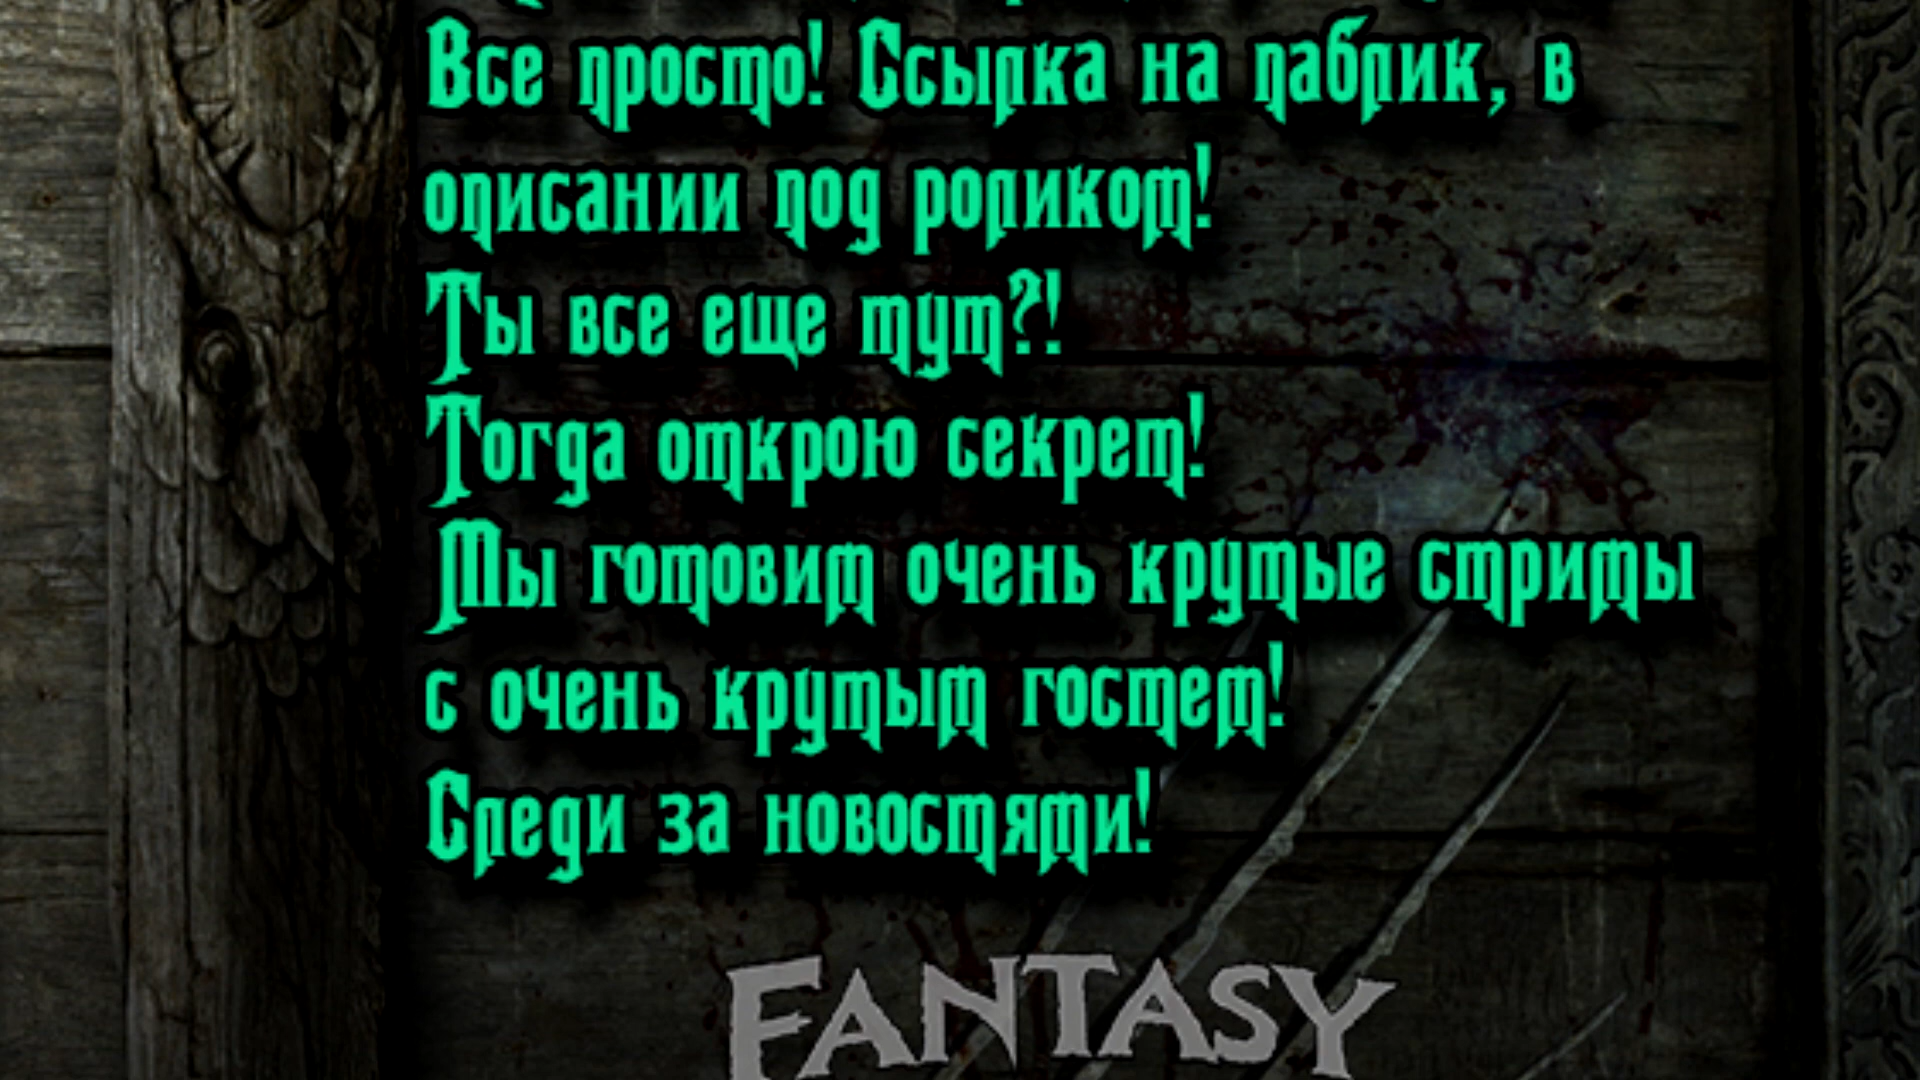 Все просто! Ссылка на паблик, в
описании под роликом!
Ты все еще тут?!
Тогда открою секрет!
Мы готовим очень крутые стримы
с очень крутым гостем!
Следи за новостями!
FANTASY